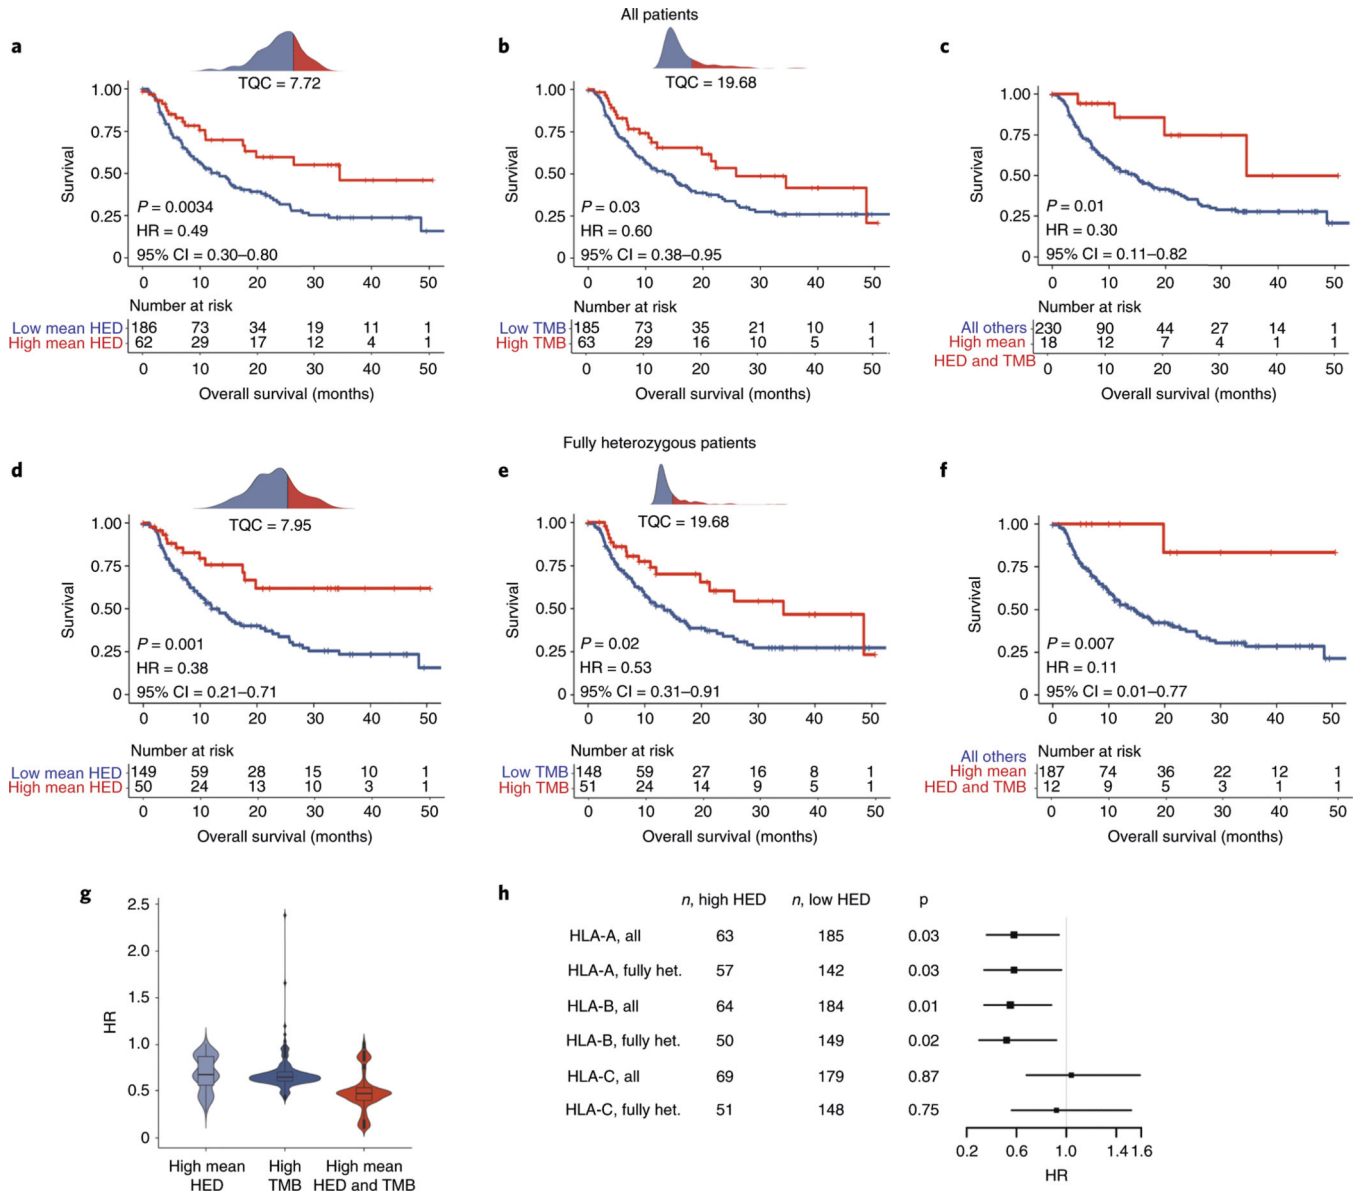 All patients
a
TQC = 7.72
1.00
0.75
0.50
0.25
0
Survival
P = 0.0034
HR = 0.49
95% CI = 0.30–0.80
0 10 20 30 40 50
Number at risk
Low mean HED 186 73 34 19 11 1
High mean HED 62 29 17 12 4 1
0 10 20 30 40 50
Overall survival (months)
b
TQC = 19.68
1.00
0.75
0.50
0.25
0
Survival
P = 0.03
HR = 0.60
95% CI = 0.38–0.95
0 10 20 30 40 50
Number at risk
Low TMB 185 73 35 21 10 1
High TMB 63 29 16 10 5 1
0 10 20 30 40 50
Overall survival (months)
c
1.00
0.75
0.50
0.25
0
Survival
P = 0.01
HR = 0.30
95% CI = 0.11–0.82
0 10 20 30 40 50
Number at risk
All others 230 90 44 27 14 1
High mean 18 12 7 4 1 1
HED and TMB 0 10 20 30 40 50
Overall survival (months)
Fully heterozygous patients
d
TQC = 7.95
1.00
0.75
0.50
0.25
0
Survival
P = 0.001
HR = 0.38
95% CI = 0.21–0.71
0 10 20 30 40 50
Number at risk
Low mean HED 149 59 28 15 10 1
High mean HED 50 24 13 10 3 1
0 10 20 30 40 50
Overall survival (months)
e
TQC = 19.68
1.00
0.75
0.50
0.25
0
Survival
P = 0.02
HR = 0.53
95% CI = 0.31–0.91
0 10 20 30 40 50
Number at risk
Low TMB 148 59 27 16 8 1
High TMB 51 24 14 9 5 1
0 10 20 30 40 50
Overall survival (months)
f
1.00
0.75
0.50
0.25
0
Survival
P = 0.007
HR = 0.11
95% CI = 0.01–0.77
0 10 20 30 40 50
All others Number at risk
High mean 187 74 36 22 12 1
HED and TMB 12 9 5 3 1 1
0 10 20 30 40 50
Overall survival (months)
g
2.5
2.0
1.5
1.0
0.5
0
HR
High mean HED
High TMB
High mean HED and TMB
h
n, high HED n, low HED p
HLA-A, all 63 185 0.03
HLA-A, fully het. 57 142 0.03
HLA-B, all 64 184 0.01
HLA-B, fully het. 50 149 0.02
HLA-C, all 69 179 0.87
HLA-C, fully het. 51 148 0.75
0.2 0.6 1.0 1.4 1.6
HR